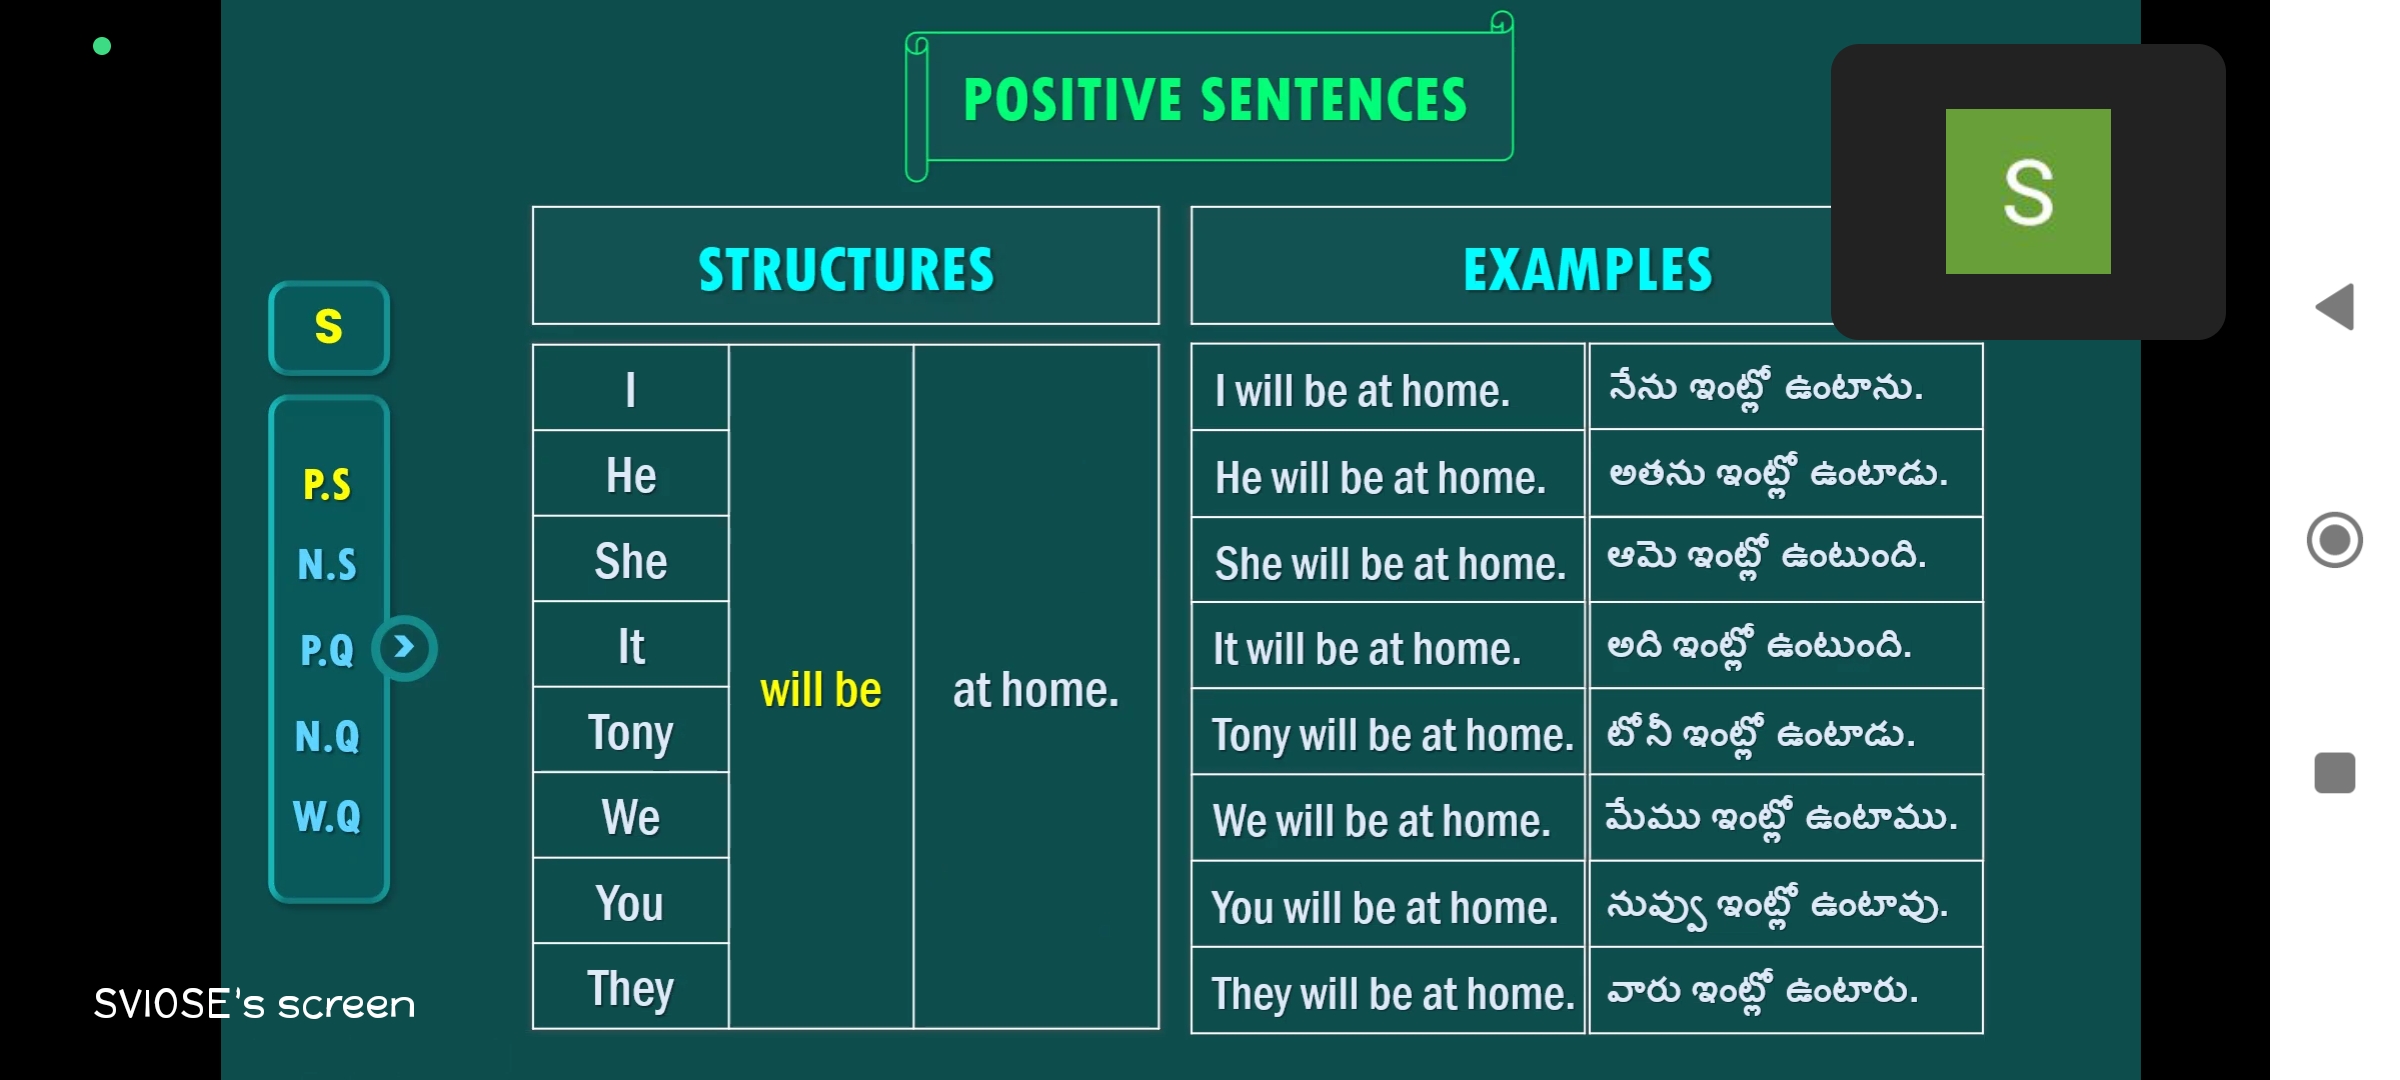 POSITIVE SENTENCES
S
STRUCTURES
EXAMPLES
S
P.S
N.S
P.Q
N.Q
W.Q
I
He
She
It
Tony
We
You
They
will be
at home.
I will be at home. నేను ఇంట్లో ఉంటాను.
He will be at home. అతను ఇంట్లో ఉంటాడు.
She will be at home. ఆమె ఇంట్లో ఉంటుంది.
It will be at home. అది ఇంట్లో ఉంటుంది.
Tony will be at home. టోనీ ఇంట్లో ఉంటాడు.
We will be at home. మేము ఇంట్లో ఉంటాము.
You will be at home. నువ్వు ఇంట్లో ఉంటావు.
They will be at home. వారు ఇంట్లో ఉంటారు.
SVIOSE's screen